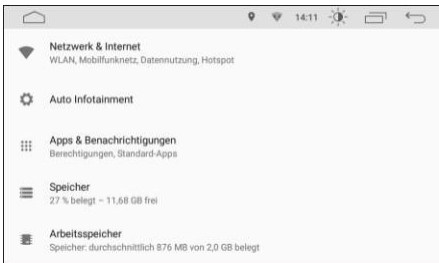 14:11
Netzwerk & Internet
WLAN, Mobilfunknetz, Datennutzung, Hotspot
Auto Infotainment
Apps & Benachrichtigungen
Berechtigungen, Standard-Apps
Speicher
27 % belegt – 11,68 GB frei
Arbeitsspeicher
Speicher: durchschnittlich 876 MB von 2,0 GB belegt